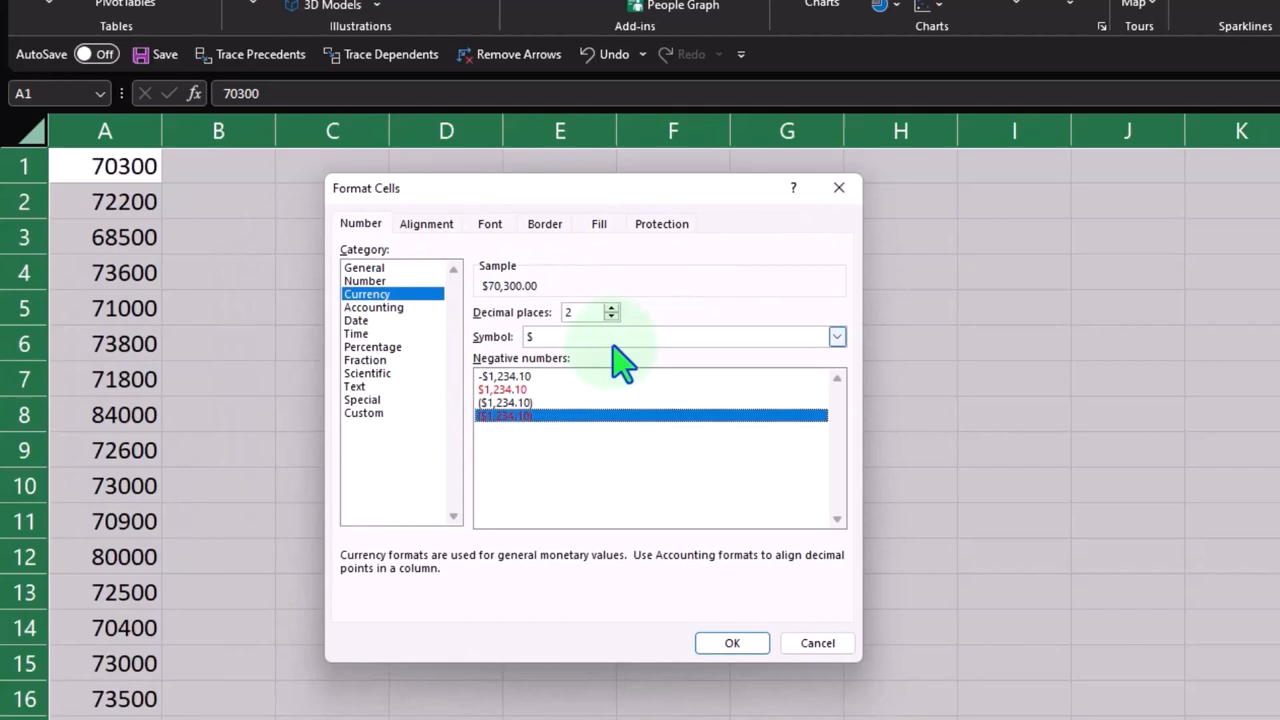 PivotTables
3D Models
People Graph
Charts
Map
Tables
Illustrations
Add-ins
Charts
Tours
Sparklines
AutoSave Off Save Trace Precedents Trace Dependents Remove Arrows Undo Redo
A1 fx 70300
A B C D E F G H I J K
1 70300
2 72200
3 68500
4 73600
5 71000
6 73800
7 71800
8 84000
9 72600
10 73000
11 70900
12 80000
13 72500
14 70400
15 73000
16 73500
Format Cells ?
Number Alignment Font Border Fill Protection
Category:
General
Number
Currency
Accounting
Date
Time
Percentage
Fraction
Scientific
Text
Special
Custom
Sample
$70,300.00
Decimal places: 2
Symbol: $
Negative numbers:
-$1,234.10
$1,234.10
($1,234.10)
($1,234.10)
Currency formats are used for general monetary values. Use Accounting formats to align decimal
points in a column.
OK Cancel